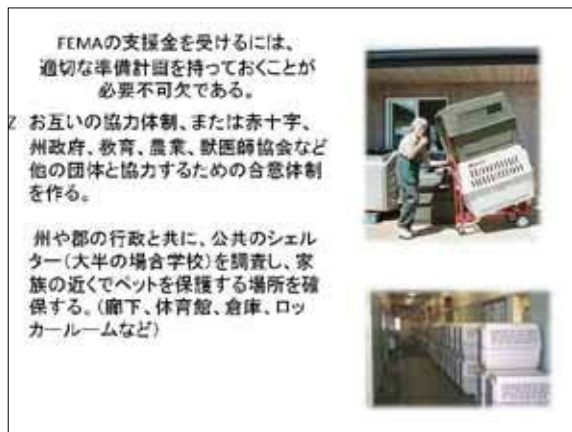 FEMAの支援金を受けるには、
適切な準備計画を持っておくことが
必要不可欠である。
Z お互いの協力体制、または赤十字、
州政府、教育、農業、獣医師協会など
他の団体と協力するための合意体制
を作る。
州や郡の行政と共に、公共のシェル
ター(大半の場合学校)を調査し、家
族の近くでペットを保護する場所を確
保する。(廊下、体育館、倉庫、ロッ
カールームなど)